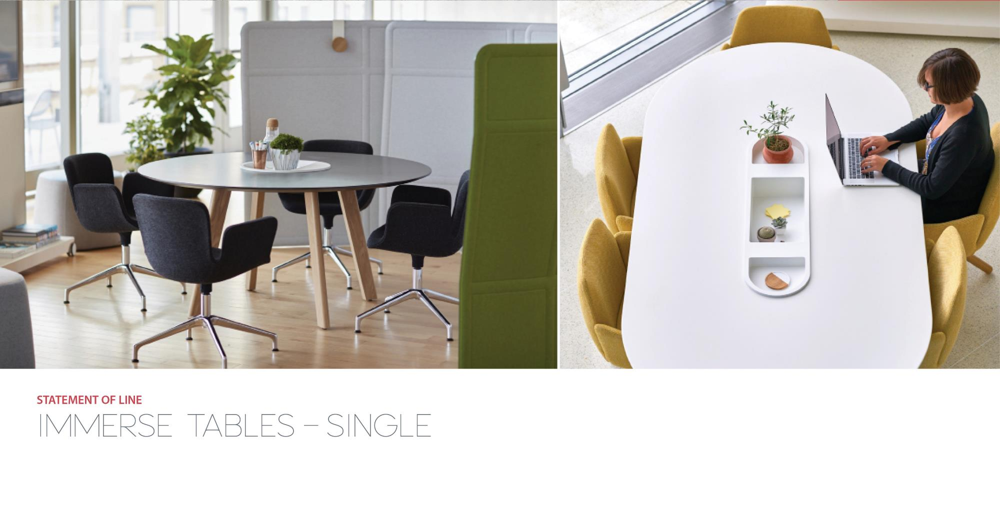 STATEMENT OF LINE
IMMERSE TABLES – SINGLE